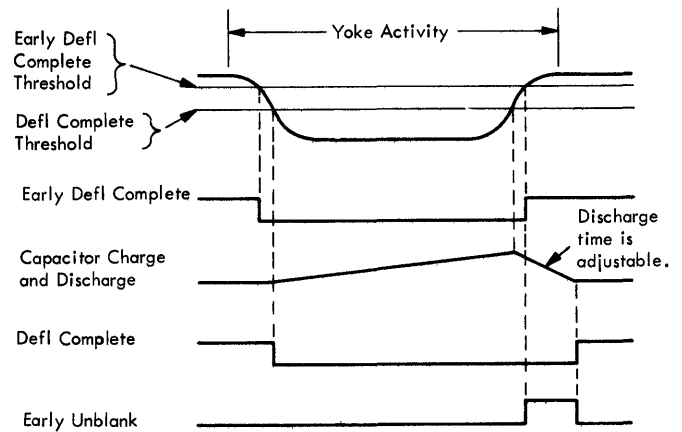 Yoke Activity
Early Defl
Complete
Threshold
Defl Complete
Threshold
Early Defl Complete
Discharge
time is
adjustable.
Capacitor Charge
and Discharge
Defl Complete
Early Unblank